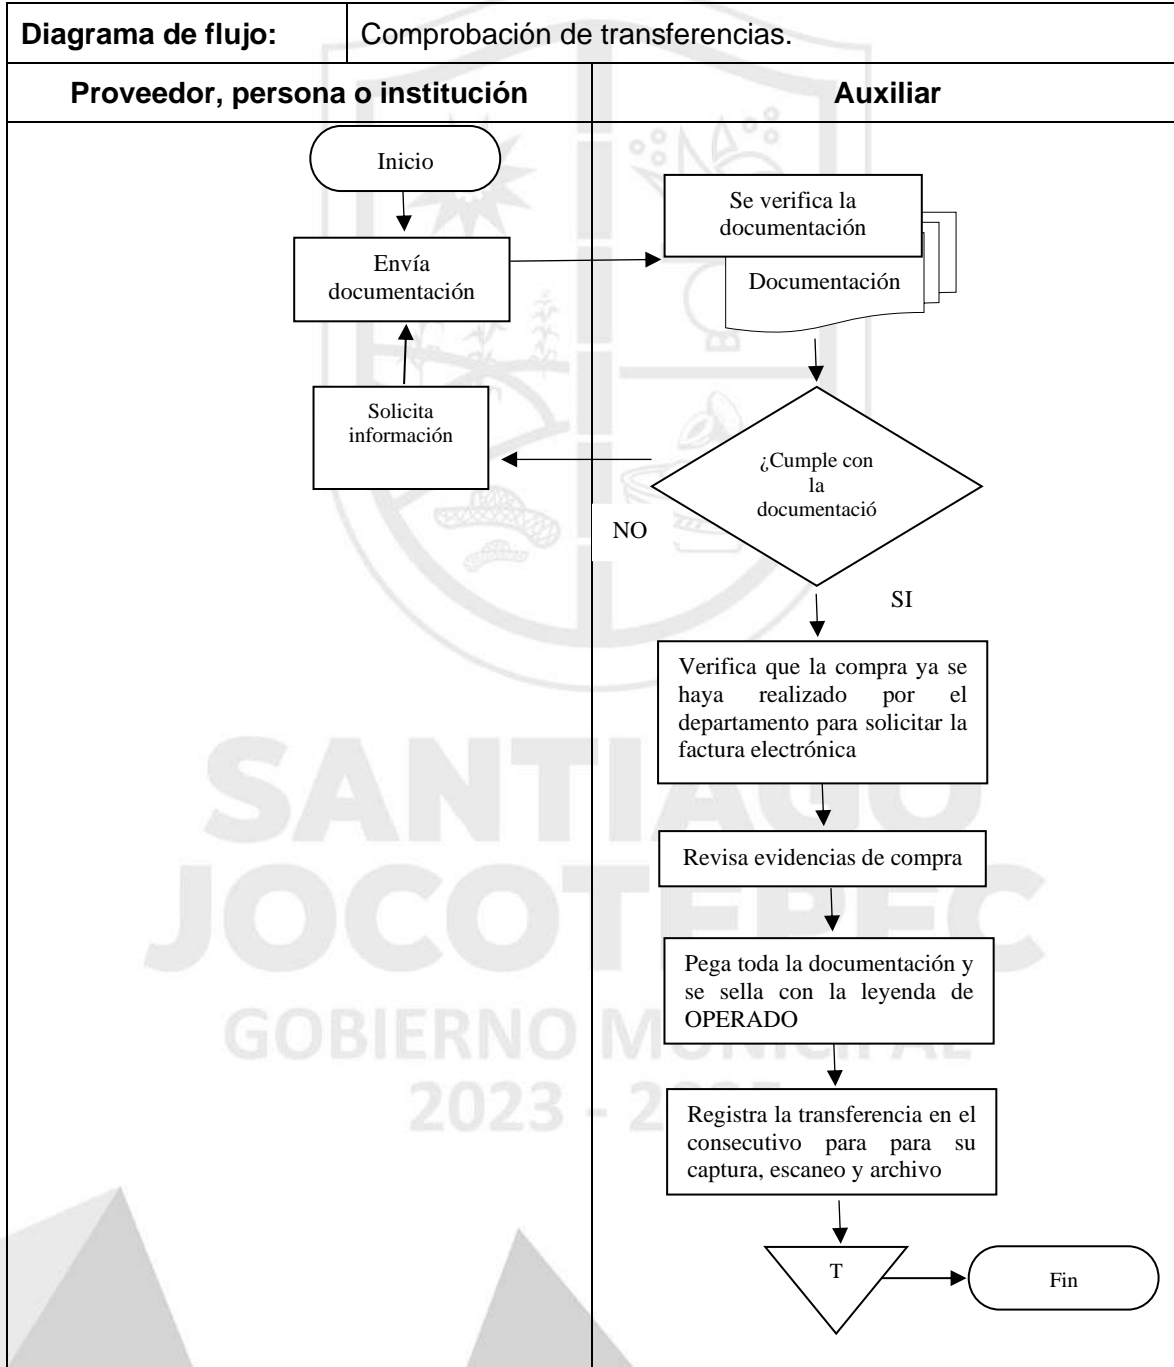 Diagrama de flujo:
Comprobación de transferencias.
Proveedor, persona o institución
Auxiliar
Inicio
Envía
documentación
Solicita
información
Se verifica la
documentación
Documentación
¿Cumple con
la
documentació
NO
SI
Verifica que la compra ya se
haya realizado por el
departamento para solicitar la
factura electrónica
Revisa evidencias de compra
Pega toda la documentación y
se sella con la leyenda de
OPERADO
Registra la transferencia en el
consecutivo para para su
captura, escaneo y archivo
T
Fin
SANTIAGO
JOCOTEPEC
GOBIERNO MUNICIPAL
2023 - 2